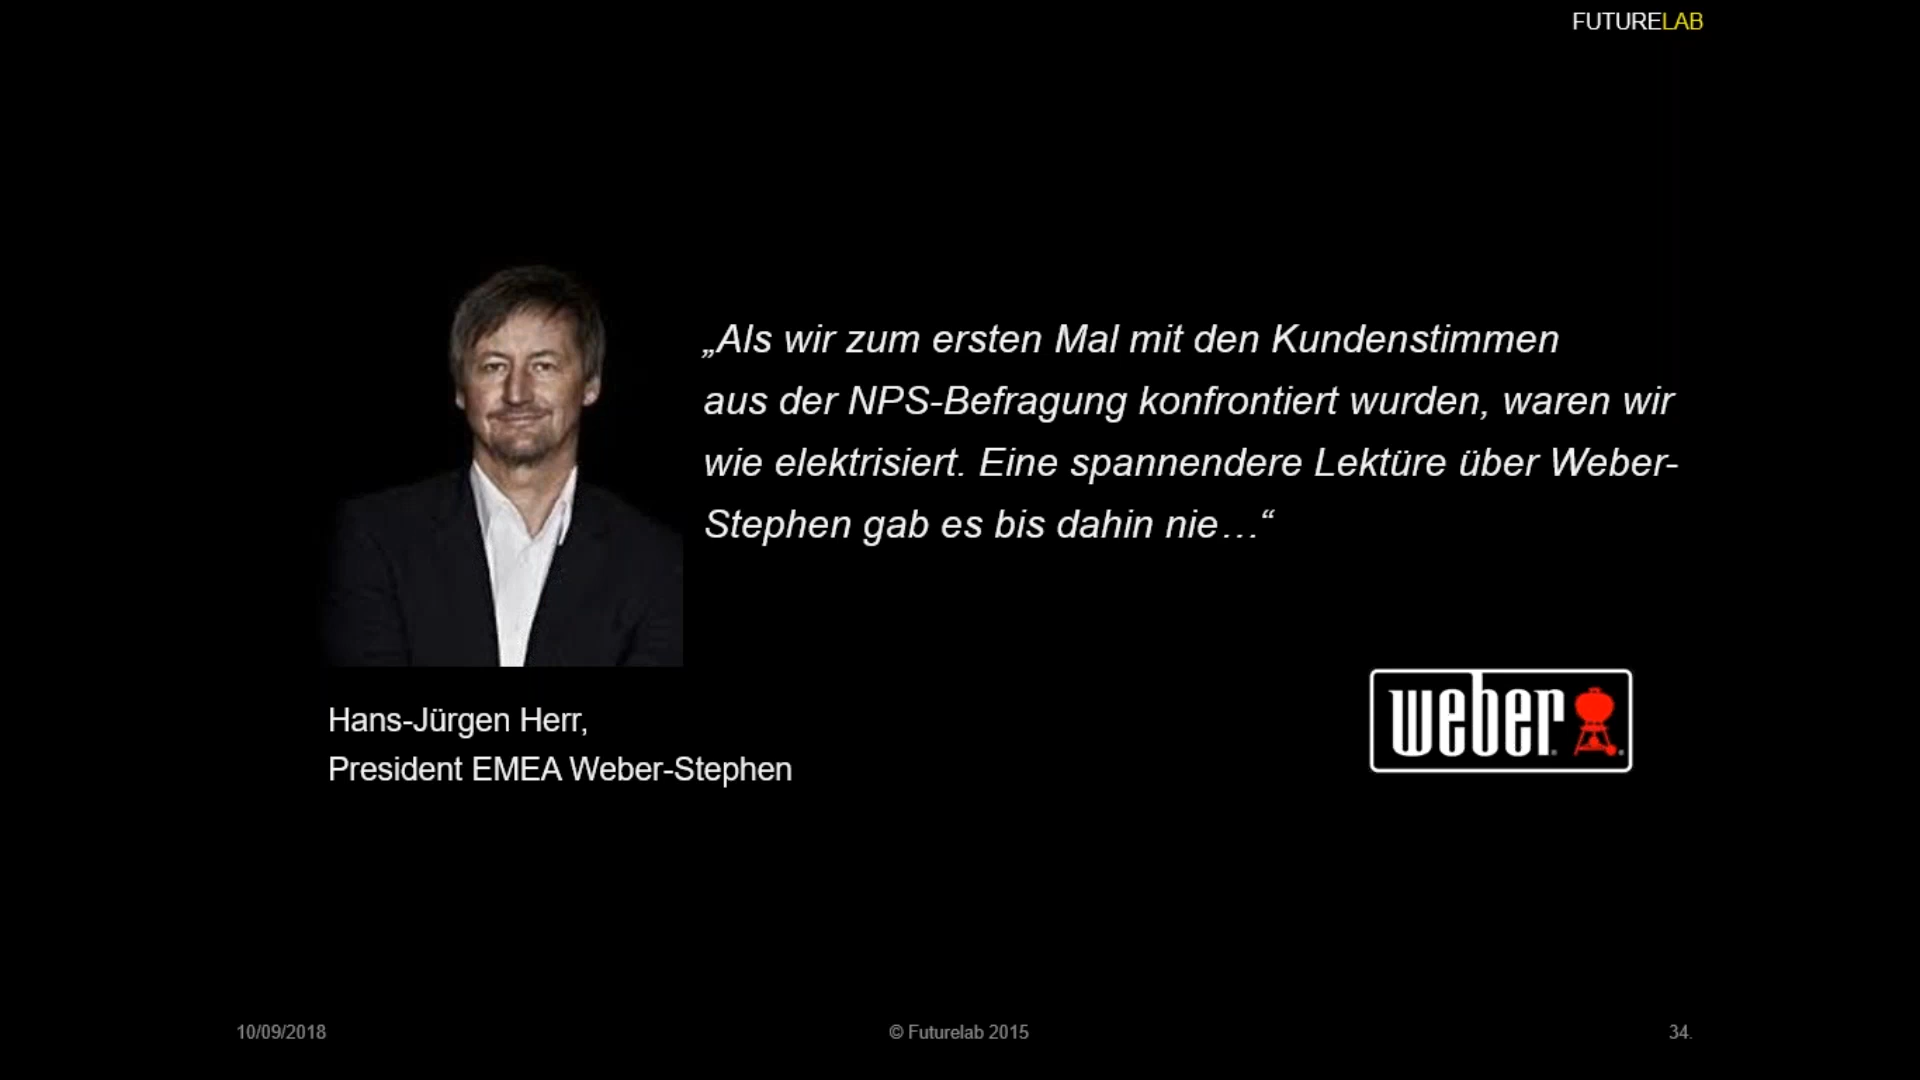 FUTURELAB
„Als wir zum ersten Mal mit den Kundenstimmen
aus der NPS-Befragung konfrontiert wurden, waren wir
wie elektrisiert. Eine spannendere Lektüre über Weber-
Stephen gab es bis dahin nie…“
weber
Hans-Jürgen Herr,
President EMEA Weber-Stephen
10/09/2018
© Futurelab 2015
34.